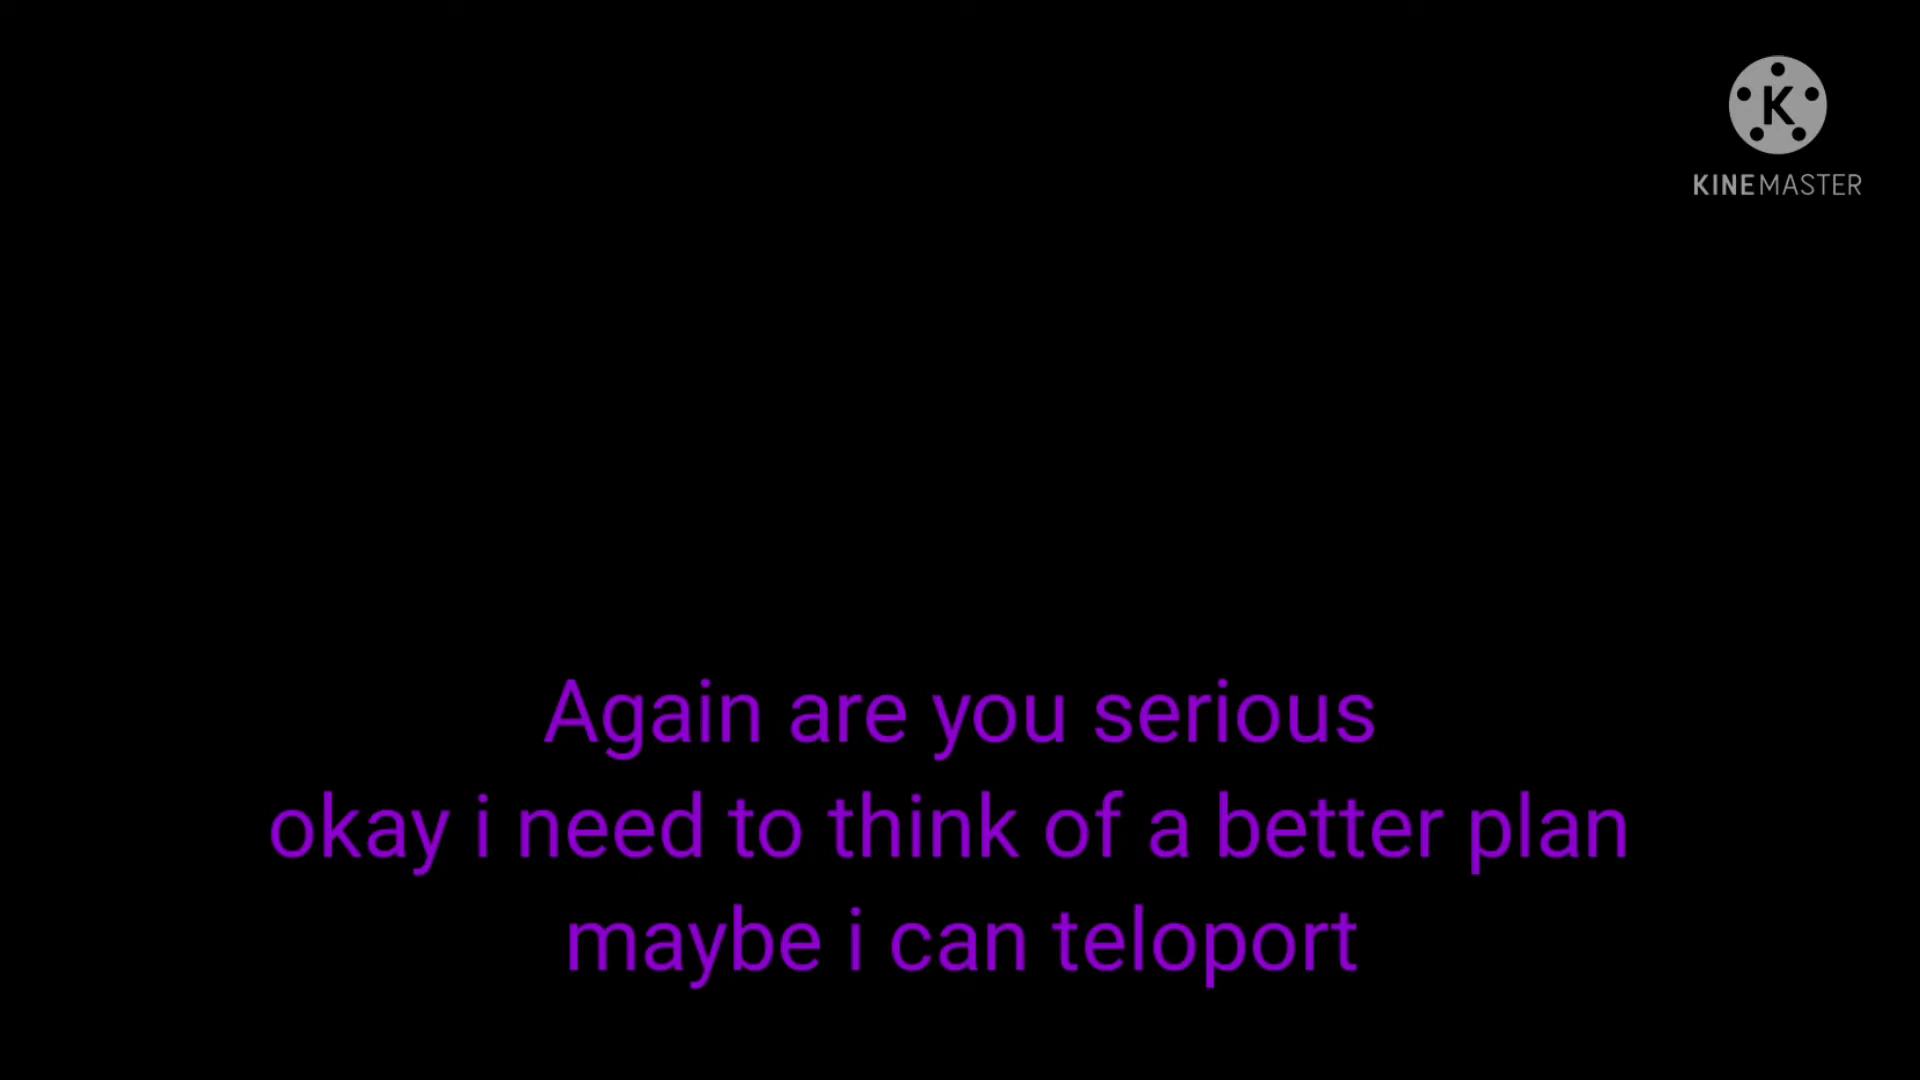 K
KINEMASTER
Again are you serious
okay i need to think of a better plan
maybe i can teloport